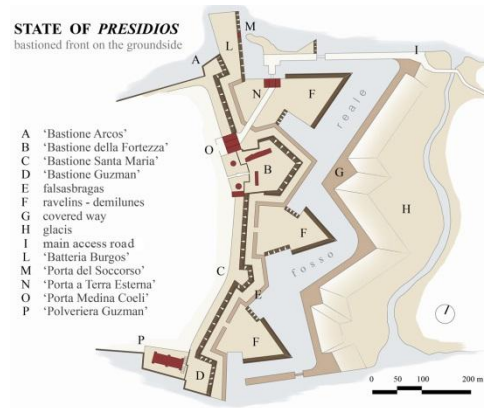 STATE OF PRESIDIOS
bastioned front on the groundside
A 'Bastione Arcos'
B 'Bastione della Fortezza'
C 'Bastione Santa Maria'
D 'Bastione Guzman'
E falsasbragas
F ravelins - demilunes
G covered way
H glacis
I main access road
L 'Batteria Burgos'
M 'Porta del Soccorso'
N 'Porta a Terra Esterna'
O 'Porta Medina Coeli'
P 'Polveriera Guzman'
M
L
I
A
N
F
reale
O
B
G
H
F
C
E
fosso
P
F
D
0 50 100 200 m